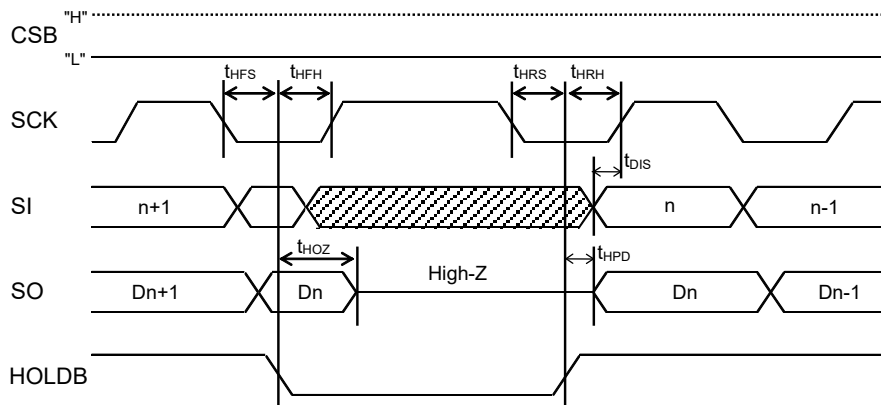 "H"
CSB
"L"
tHFS tHFH tHRS tHRH
SCK
tDIS
SI n+1 n n-1
tHOZ tHPD
High-Z
SO Dn+1 Dn Dn Dn-1
HOLDB